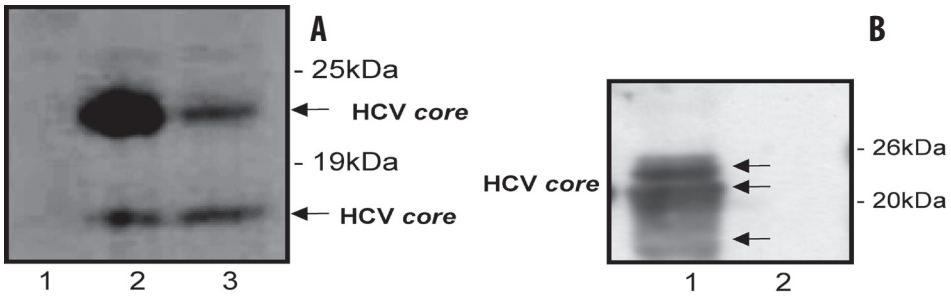 A
B
- 25kDa
HCV core
- 19kDa
HCV core
1 2 3
- 26kDa
HCV core
- 20kDa
1 2